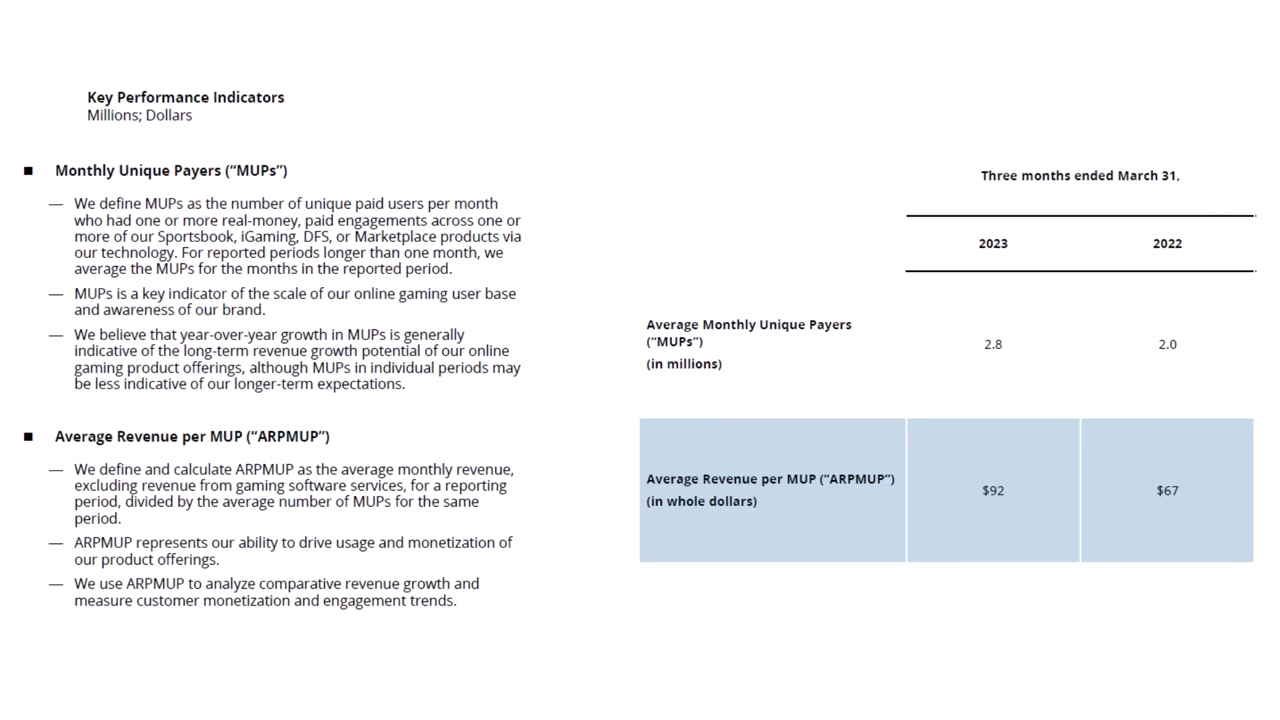 Key Performance Indicators
Millions; Dollars
■ Monthly Unique Payers (“MUPs”)
— We define MUPs as the number of unique paid users per month
who had one or more real-money, paid engagements across one or
more of our Sportsbook, iGaming, DFS, or Marketplace products via
our technology. For reported periods longer than one month, we
average the MUPs for the months in the reported period.
— MUPs is a key indicator of the scale of our online gaming user base
and awareness of our brand.
— We believe that year-over-year growth in MUPs is generally
indicative of the long-term revenue growth potential of our online
gaming product offerings, although MUPs in individual periods may
be less indicative of our longer-term expectations.
■ Average Revenue per MUP (“ARPMUP”)
— We define and calculate ARPMUP as the average monthly revenue,
excluding revenue from gaming software services, for a reporting
period, divided by the average number of MUPs for the same
period.
— ARPMUP represents our ability to drive usage and monetization of
our product offerings.
— We use ARPMUP to analyze comparative revenue growth and
measure customer monetization and engagement trends.
Three months ended March 31,
2023 2022
Average Monthly Unique Payers
(“MUPs”)
(in millions)
2.8 2.0
Average Revenue per MUP (“ARPMUP”)
(in whole dollars)
$92 $67